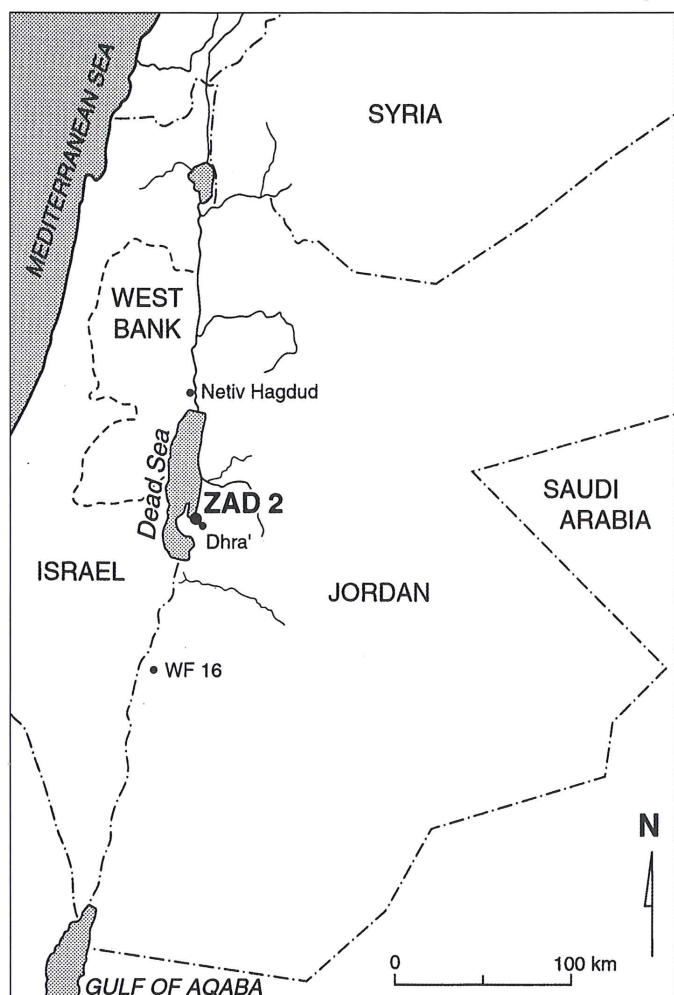 MEDITERRANEAN SEA
SYRIA
WEST
BANK
Netiv Hagdud
Dead Sea
ZAD 2
Dhra'
SAUDI
ARABIA
ISRAEL
JORDAN
WF 16
N
0 100 km
GULF OF AQABA